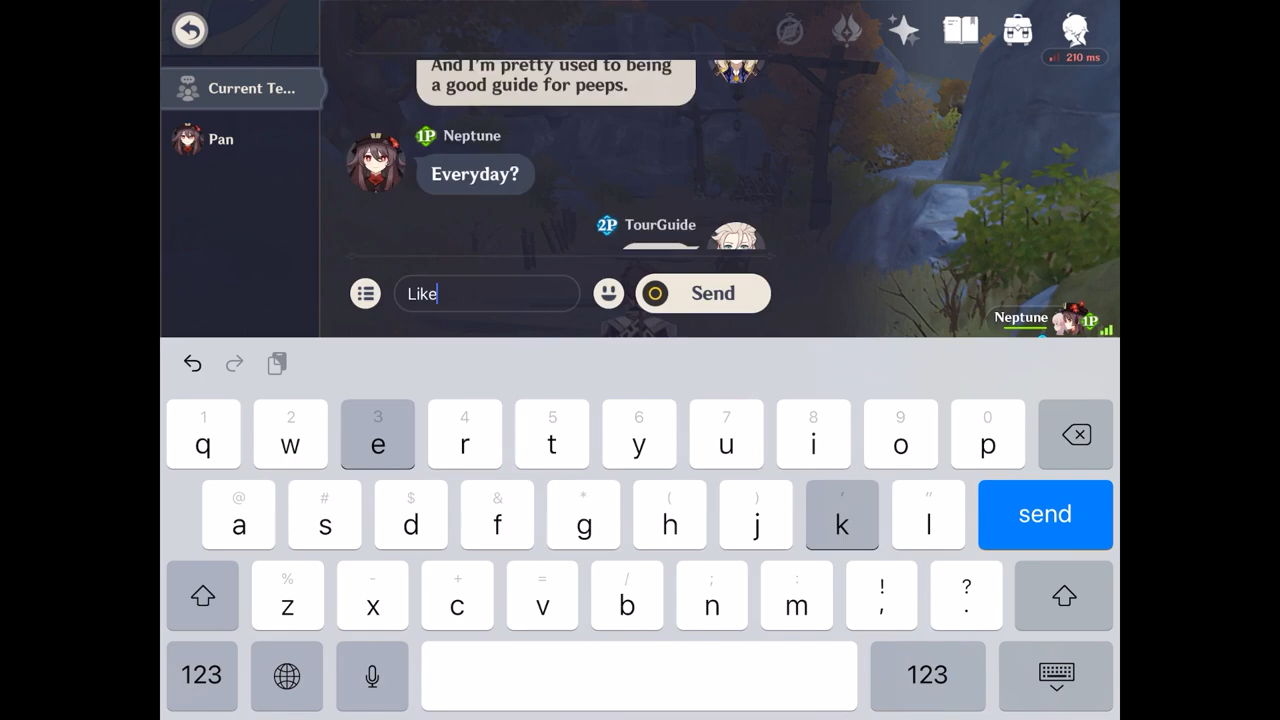 210 ms
Current Te...
Pan
And I'm pretty used to being
a good guide for peeps.
1P Neptune
Everyday?
2P TourGuide
Like
Send
Neptune 1P
1 2 3 4 5 6 7 8 9 0
q w e r t y u i o p
@ # $ & * ( ) ' "
a s d f g h j k l send
% - + = / ; : ! ?
z x c v b n m , .
123 123